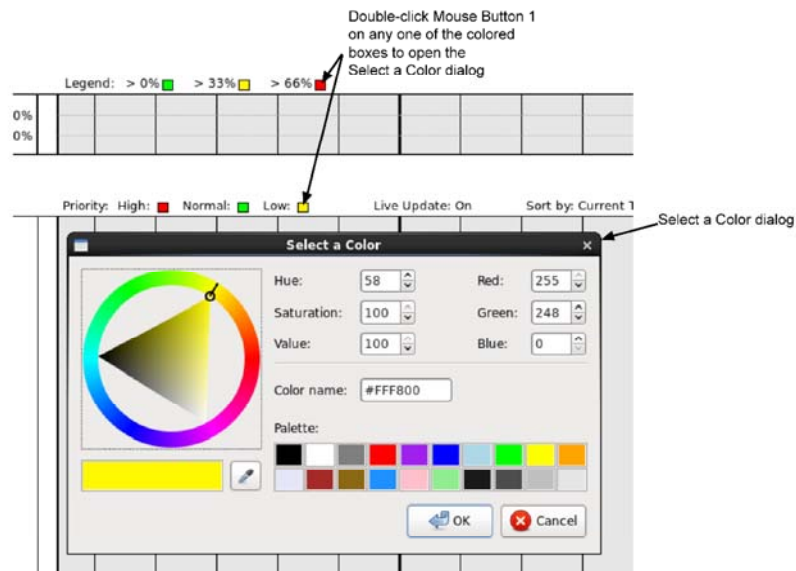 Double-click Mouse Button 1
on any one of the colored
boxes to open the
Select a Color dialog
Legend: > 0% > 33% > 66%
0%
0%
Priority: High: Normal: Low: Live Update: On Sort by: Current T
Select a Color dialog
Select a Color
Hue: 58 Red: 255
Saturation: 100 Green: 248
Value: 100 Blue: 0
Color name: #FFF800
Palette:
OK Cancel